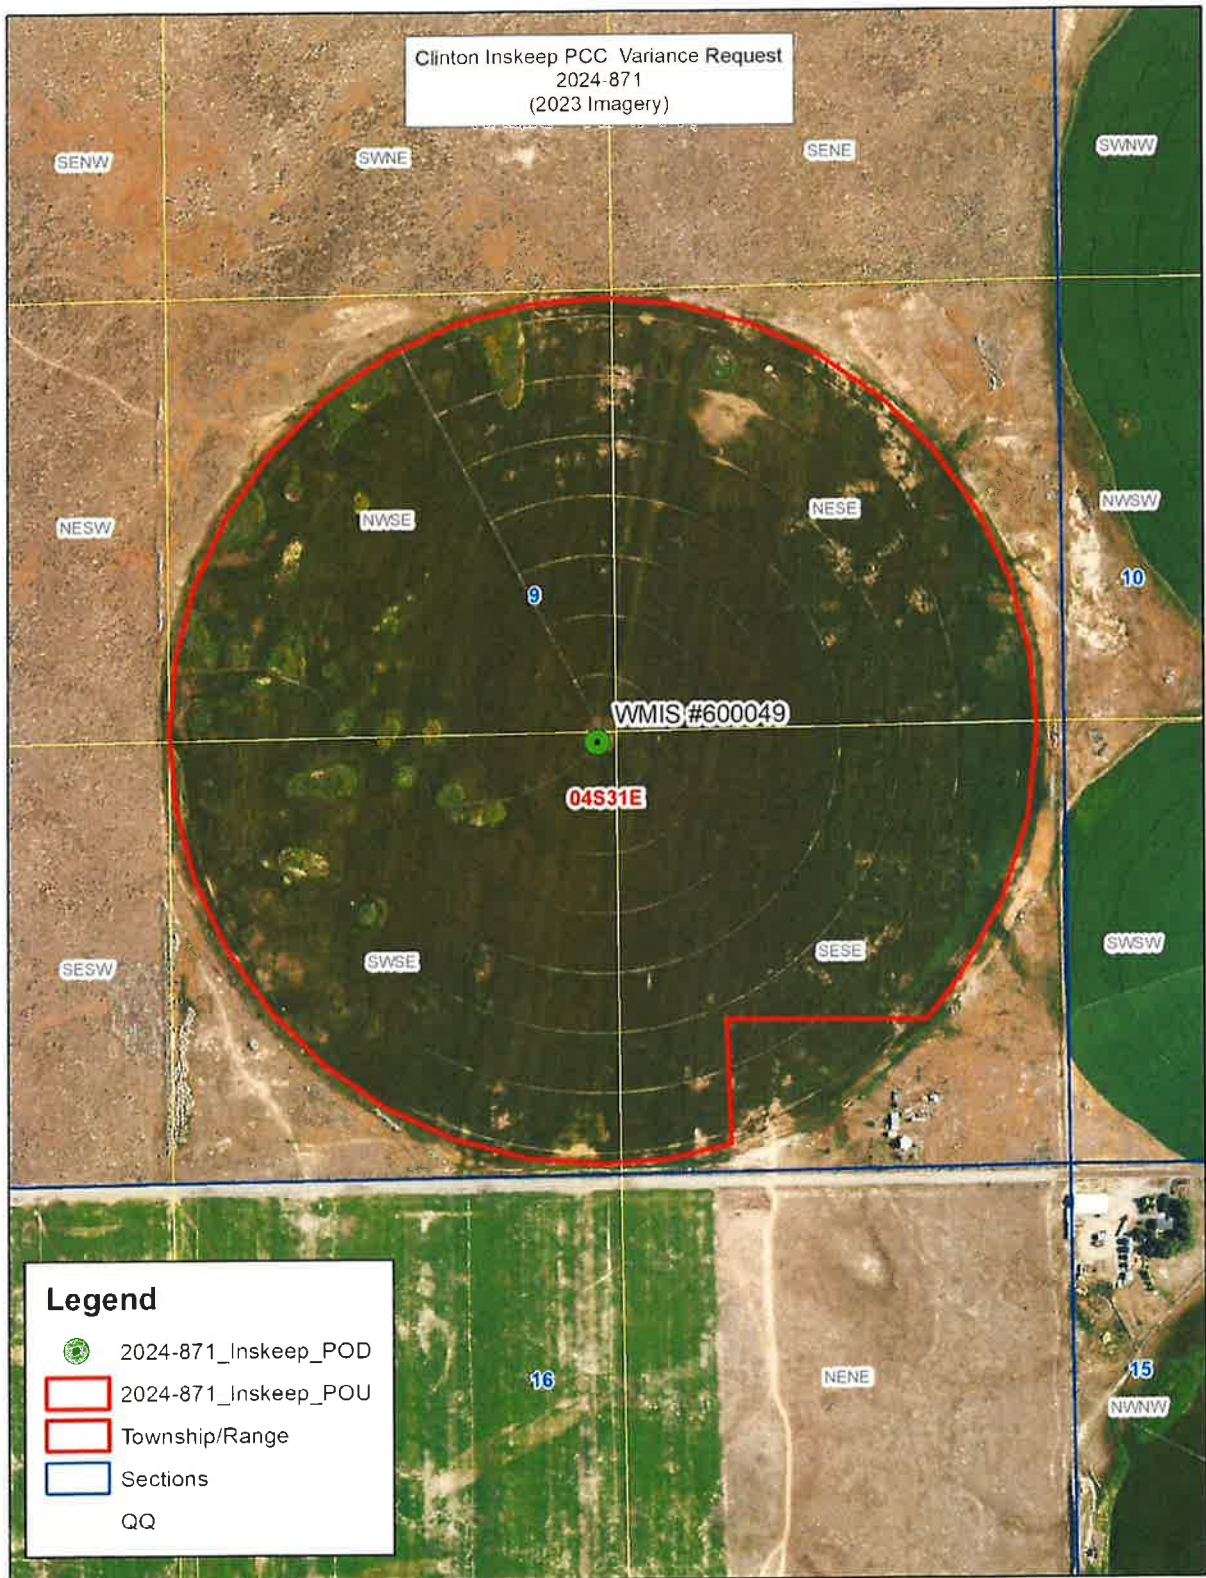 Clinton Inskeep PCC Variance Request
2024-871
(2023 Imagery)
SENW
SWNE
SENE
SWNW
NESW
NWSE
NESE
NWSW
9
10
WMIS #600049
04S31E
SESW
SWSE
SESE
SWSW
Legend
2024-871_Inskeep_POD
2024-871_Inskeep_POU
Township/Range
Sections
QQ
16
NENE
15
NWNW